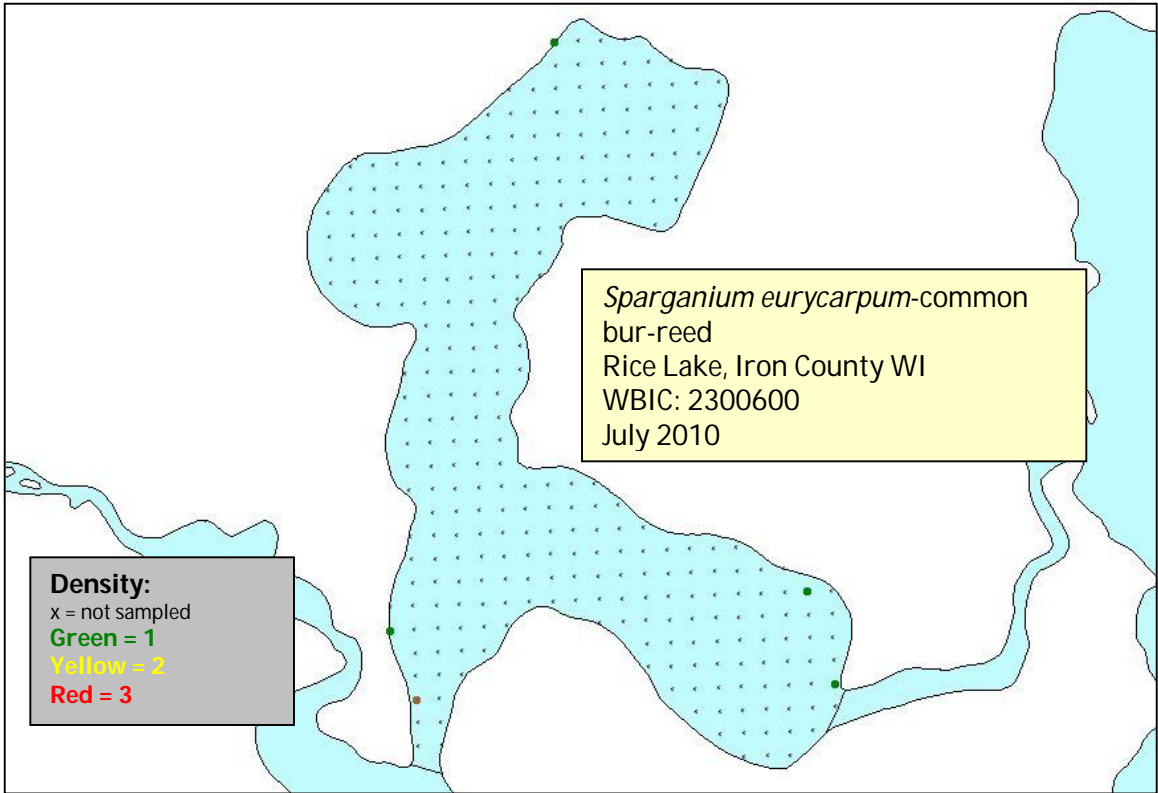 Sparganium eurycarpum-common
bur-reed
Rice Lake, Iron County WI
WBIC: 2300600
July 2010
Density:
x = not sampled
Green = 1
Yellow = 2
Red = 3